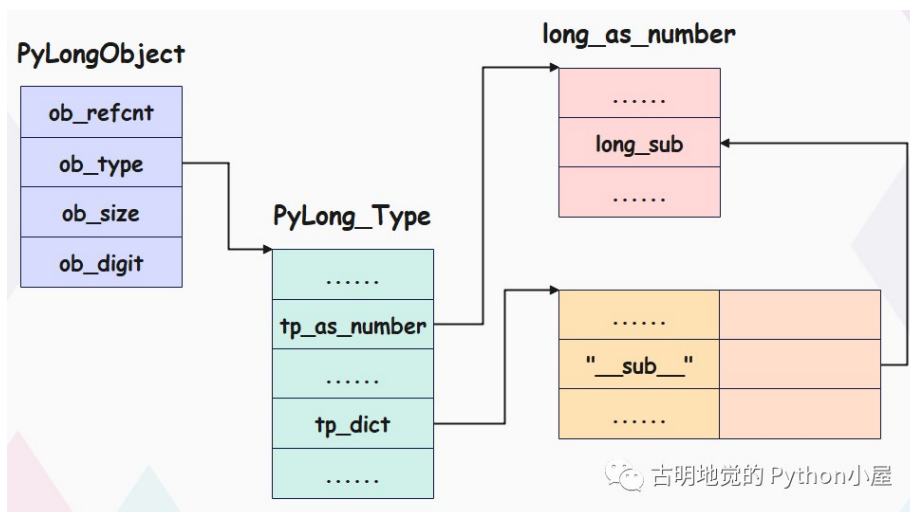 PyLongObject
ob_refcnt
ob_type
ob_size
ob_digit
PyLong_Type
......
tp_as_number
......
tp_dict
......
long_as_number
......
long_sub
......
......
"__sub__"
......
古明地觉的 Python小屋